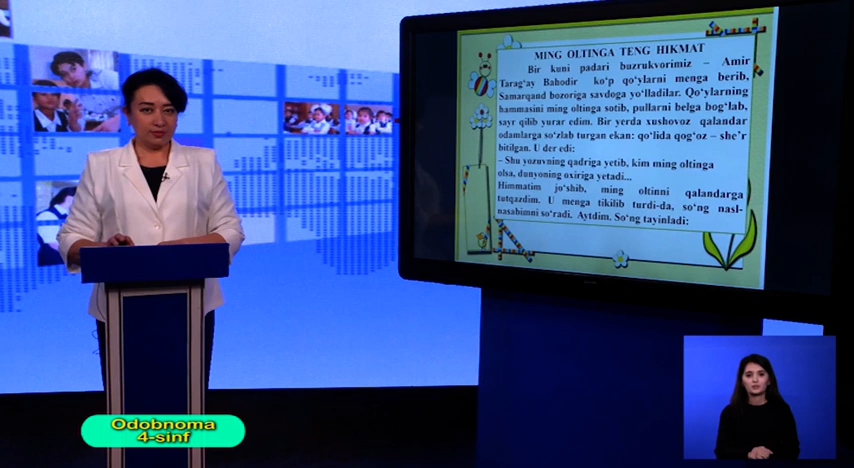 MING OLTINGA TENG HIKMAT
Bir kuni padari buzrukvorimiz – Amir
Tarag‘ay Bahodir ko‘p qo‘ylarni menga berib,
Samarqand bozoriga savdoga yo‘lladilar. Qo‘ylarning
hammasini ming oltinga sotib, pullarni belga bog‘lab,
sayr qilib yurar edim. Bir yerda xushovoz qalandar
odamlarga so‘zlab turgan ekan: qo‘lida qog‘oz – she’r
bitilgan. U der edi:
– Shu yozuvning qadriga yetib, kim ming oltinga
olsa, dunyoning oxiriga yetadi...
Himmatim jo‘shib, ming oltinni qalandarga
tutqazdim. U menga tikilib turdi-da, so‘ng nasl-
nasabimni so‘radi. Aytdim. So‘ng tayinladi:
Odobnoma
4-sinf